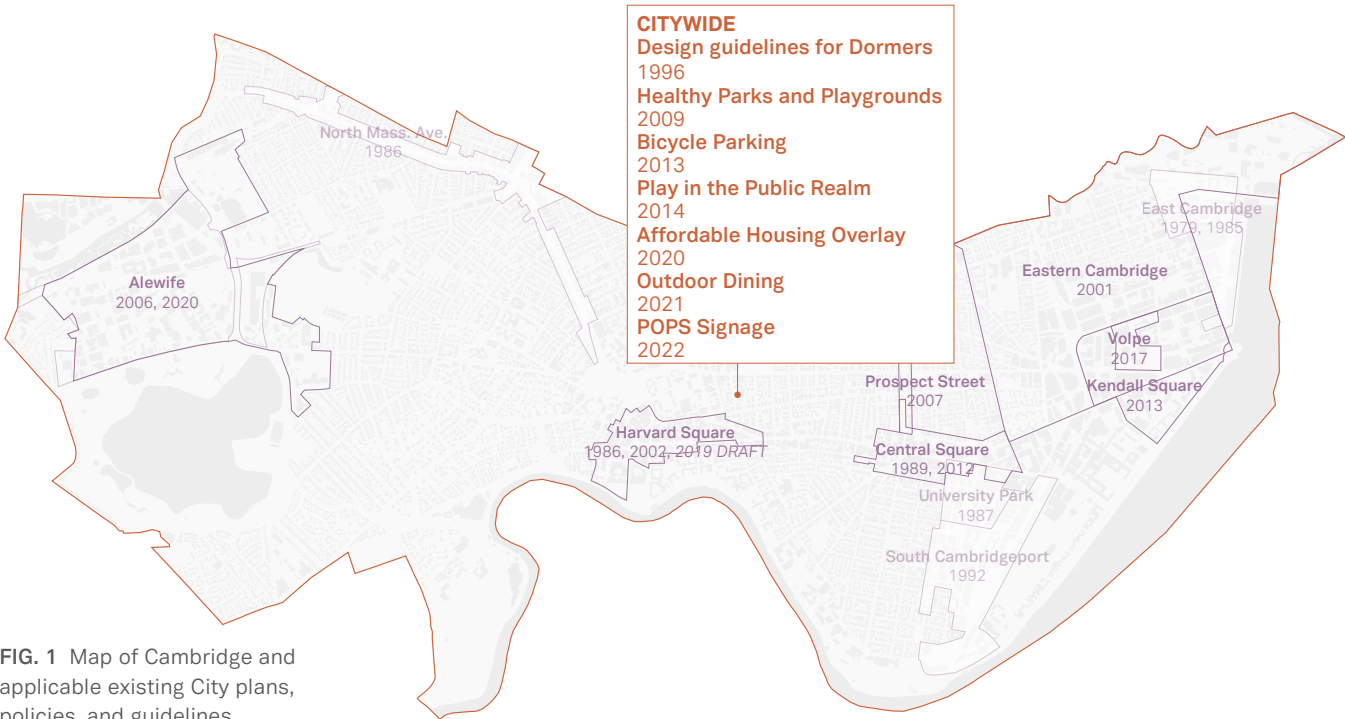 CITYWIDE
Design guidelines for Dormers
1996
Healthy Parks and Playgrounds
2009
Bicycle Parking
2013
Play in the Public Realm
2014
Affordable Housing Overlay
2020
Outdoor Dining
2021
POPS Signage
2022
North Mass. Ave.
1986
East Cambridge
1979, 1985
Alewife
2006, 2020
Eastern Cambridge
2001
Volpe
2017
Prospect Street
2007
Kendall Square
2013
Harvard Square
1986, 2002, 2019 DRAFT
Central Square
1989, 2012
University Park
1987
South Cambridgeport
1992
FIG. 1 Map of Cambridge and
applicable existing City plans,
policies, and guidelines